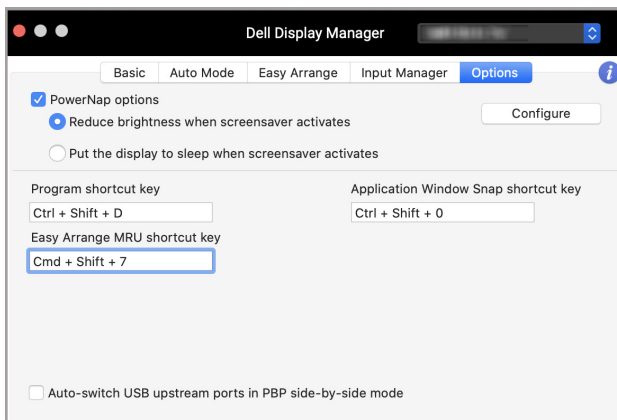 Dell Display Manager
Basic Auto Mode Easy Arrange Input Manager Options i
PowerNap options
Configure
Reduce brightness when screensaver activates
Put the display to sleep when screensaver activates
Program shortcut key
Application Window Snap shortcut key
Ctrl + Shift + D
Ctrl + Shift + 0
Easy Arrange MRU shortcut key
Cmd + Shift + 7
Auto-switch USB upstream ports in PBP side-by-side mode